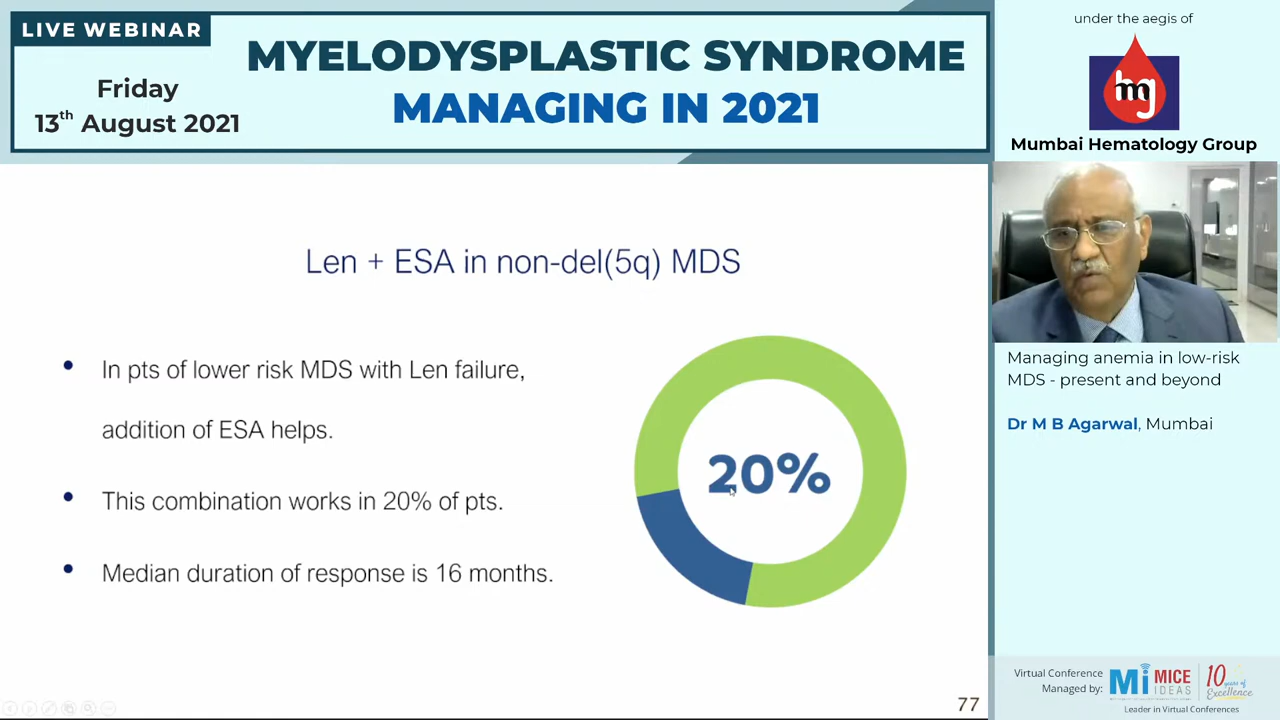 LIVE WEBINAR
Friday
13th August 2021
MYELODYSPLASTIC SYNDROME
MANAGING IN 2021
under the aegis of
hmg
Mumbai Hematology Group
Len + ESA in non-del(5q) MDS
• In pts of lower risk MDS with Len failure,
addition of ESA helps.
• This combination works in 20% of pts.
• Median duration of response is 16 months.
20%
77
Managing anemia in low-risk
MDS - present and beyond
Dr M B Agarwal, Mumbai
Virtual Conference
Managed by:
Mi MICE
IDEAS
10 years of
Excellence
Leader in Virtual Conferences